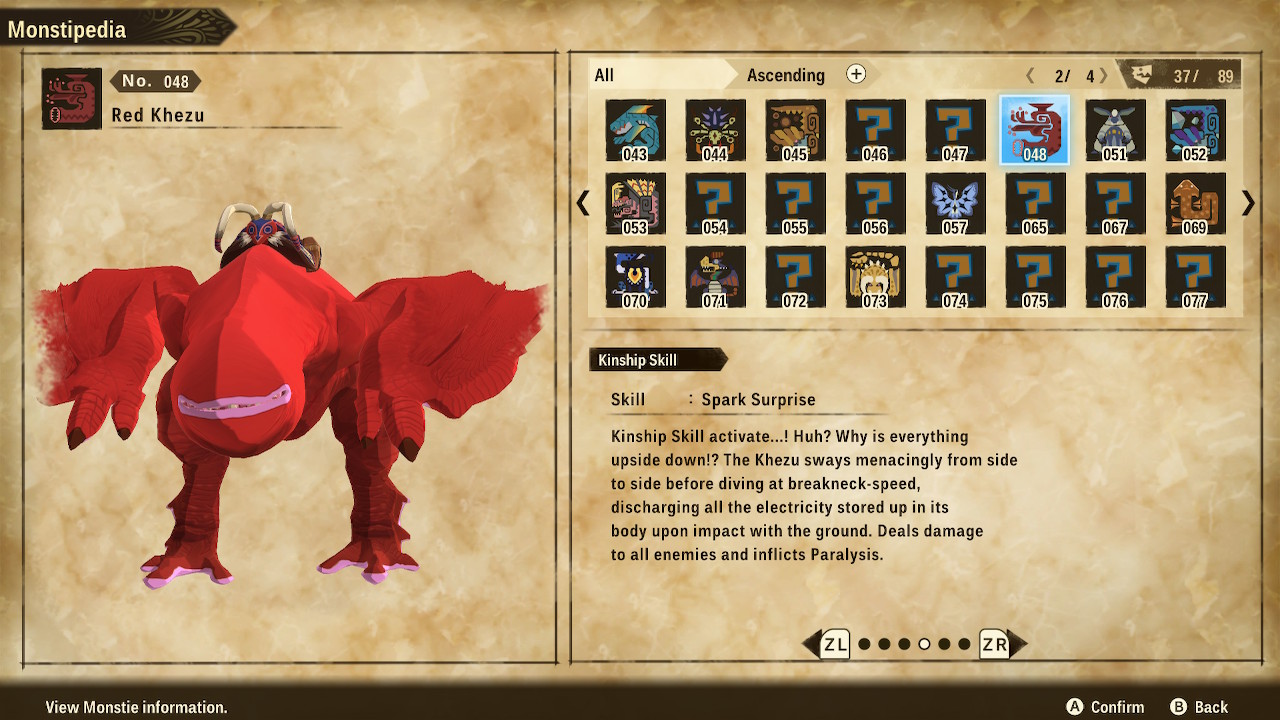 Monstipedia
No. 048
Red Khezu
All
Ascending
2/ 4
37/ 89
043 044 045 046 047 048 051 052
053 054 055 056 057 065 067 069
070 071 072 073 074 075 076 077
Kinship Skill
Skill : Spark Surprise
Kinship Skill activate...! Huh? Why is everything
upside down!? The Khezu sways menacingly from side
to side before diving at breakneck-speed,
discharging all the electricity stored up in its
body upon impact with the ground. Deals damage
to all enemies and inflicts Paralysis.
ZL ZR
View Monstie information.
A Confirm B Back